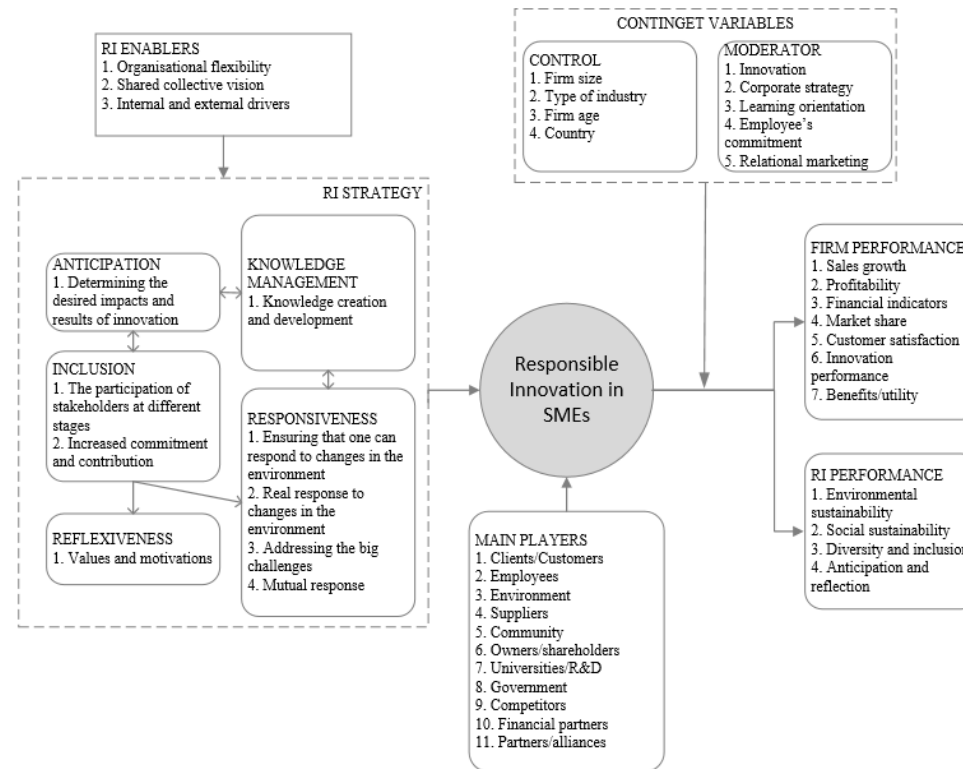 CONTINGET VARIABLES
RI ENABLERS
1. Organisational flexibility
2. Shared collective vision
3. Internal and external drivers
CONTROL
1. Firm size
2. Type of industry
3. Firm age
4. Country
MODERATOR
1. Innovation
2. Corporate strategy
3. Learning orientation
4. Employee's
commitment
5. Relational marketing
RI STRATEGY
ANTICIPATION
1. Determining the
desired impacts and
results of innovation
KNOWLEDGE
MANAGEMENT
1. Knowledge creation
and development
INCLUSION
1. The participation of
stakeholders at different
stages
2. Increased commitment
and contribution
RESPONSIVENESS
1. Ensuring that one can
respond to changes in the
environment
2. Real response to
changes in the
environment
3. Addressing the big
challenges
4. Mutual response
REFLEXIVENESS
1. Values and motivations
Responsible
Innovation in
SMEs
MAIN PLAYERS
1. Clients/Customers
2. Employees
3. Environment
4. Suppliers
5. Community
6. Owners/shareholders
7. Universities/R&D
8. Government
9. Competitors
10. Financial partners
11. Partners/alliances
FIRM PERFORMANCE
1. Sales growth
2. Profitability
3. Financial indicators
4. Market share
5. Customer satisfaction
6. Innovation
performance
7. Benefits/utility
RI PERFORMANCE
1. Environmental
sustainability
2. Social sustainability
3. Diversity and inclusion
4. Anticipation and
reflection